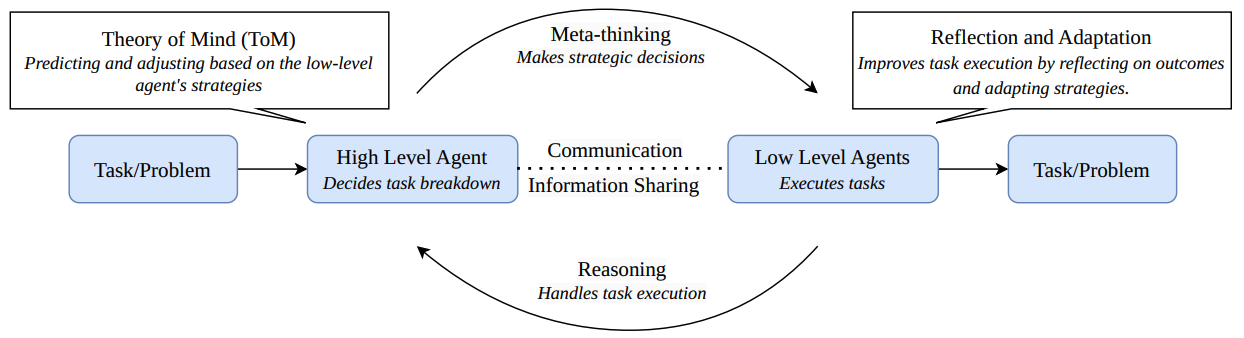 Theory of Mind (ToM)
Predicting and adjusting based on the low-level
agent's strategies
Meta-thinking
Makes strategic decisions
Reflection and Adaptation
Improves task execution by reflecting on outcomes
and adapting strategies.
Task/Problem
High Level Agent
Decides task breakdown
Communication
Information Sharing
Low Level Agents
Executes tasks
Task/Problem
Reasoning
Handles task execution